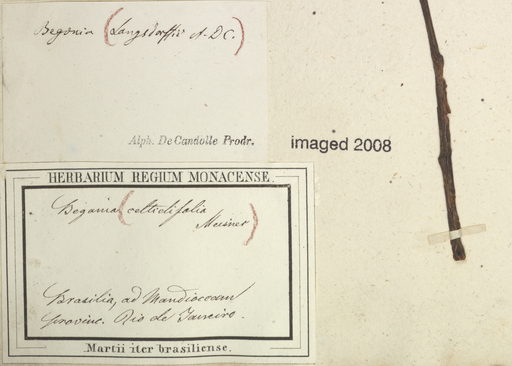 Begonia (Langsdorffii A.DC.)
Alph. De Candolle Prodr.
imaged 2008
HERBARIUM REGIUM MONACENSE.
Begonia (celtidifolia
Meisner)
Brasilia, ad Mandioccam
provinc. Rio de Janeiro.
Martii iter brasiliense.